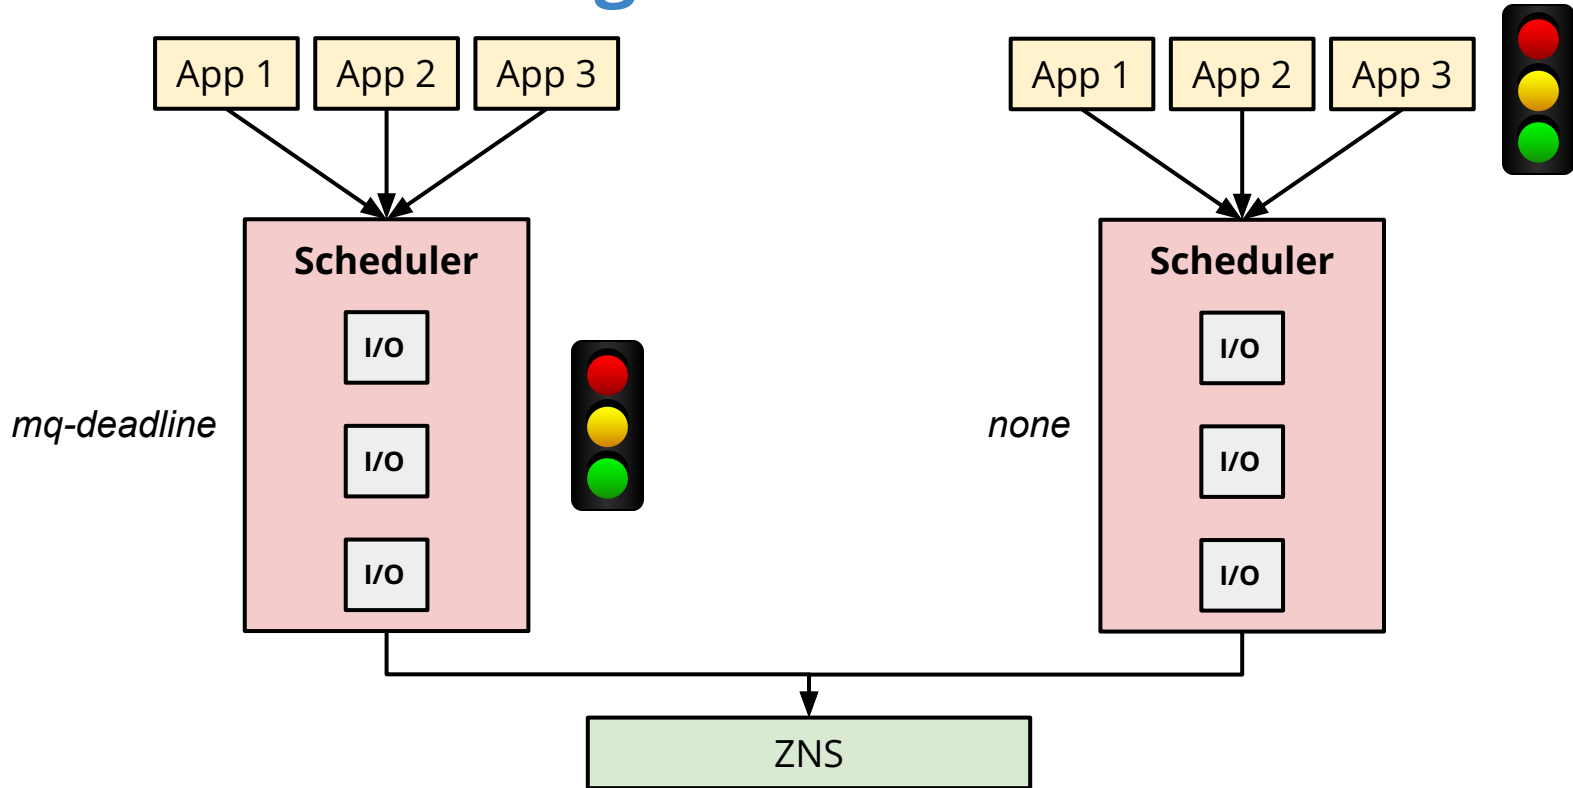 App 1
App 2
App 3
Scheduler
I/O
I/O
I/O
mq-deadline
App 1
App 2
App 3
Scheduler
I/O
I/O
I/O
none
ZNS